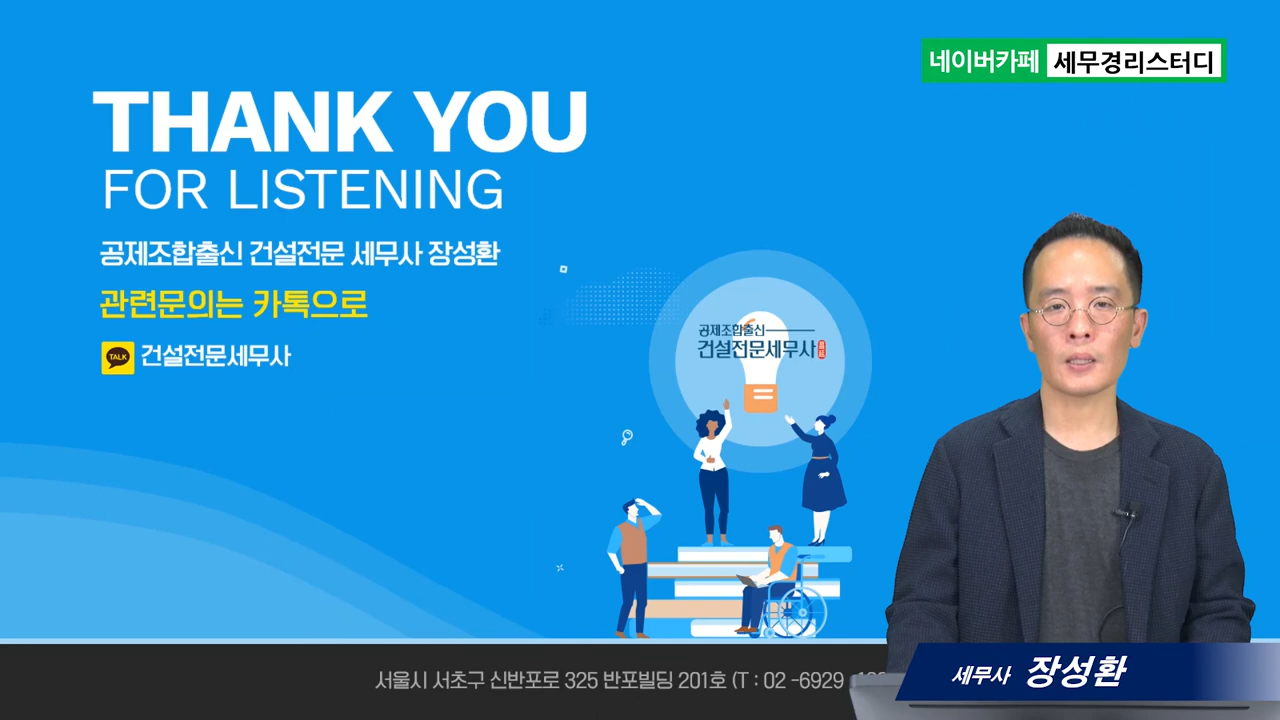 네이버카페 세무경리스터디
THANK YOU
FOR LISTENING
공제조합출신 건설전문 세무사 장성환
관련문의는 카톡으로
TALK 건설전문세무사
공제조합출신
건설전문세무사
서울시 서초구 신반포로 325 반포빌딩 201호 (T : 02 -6929
세무사 장성환